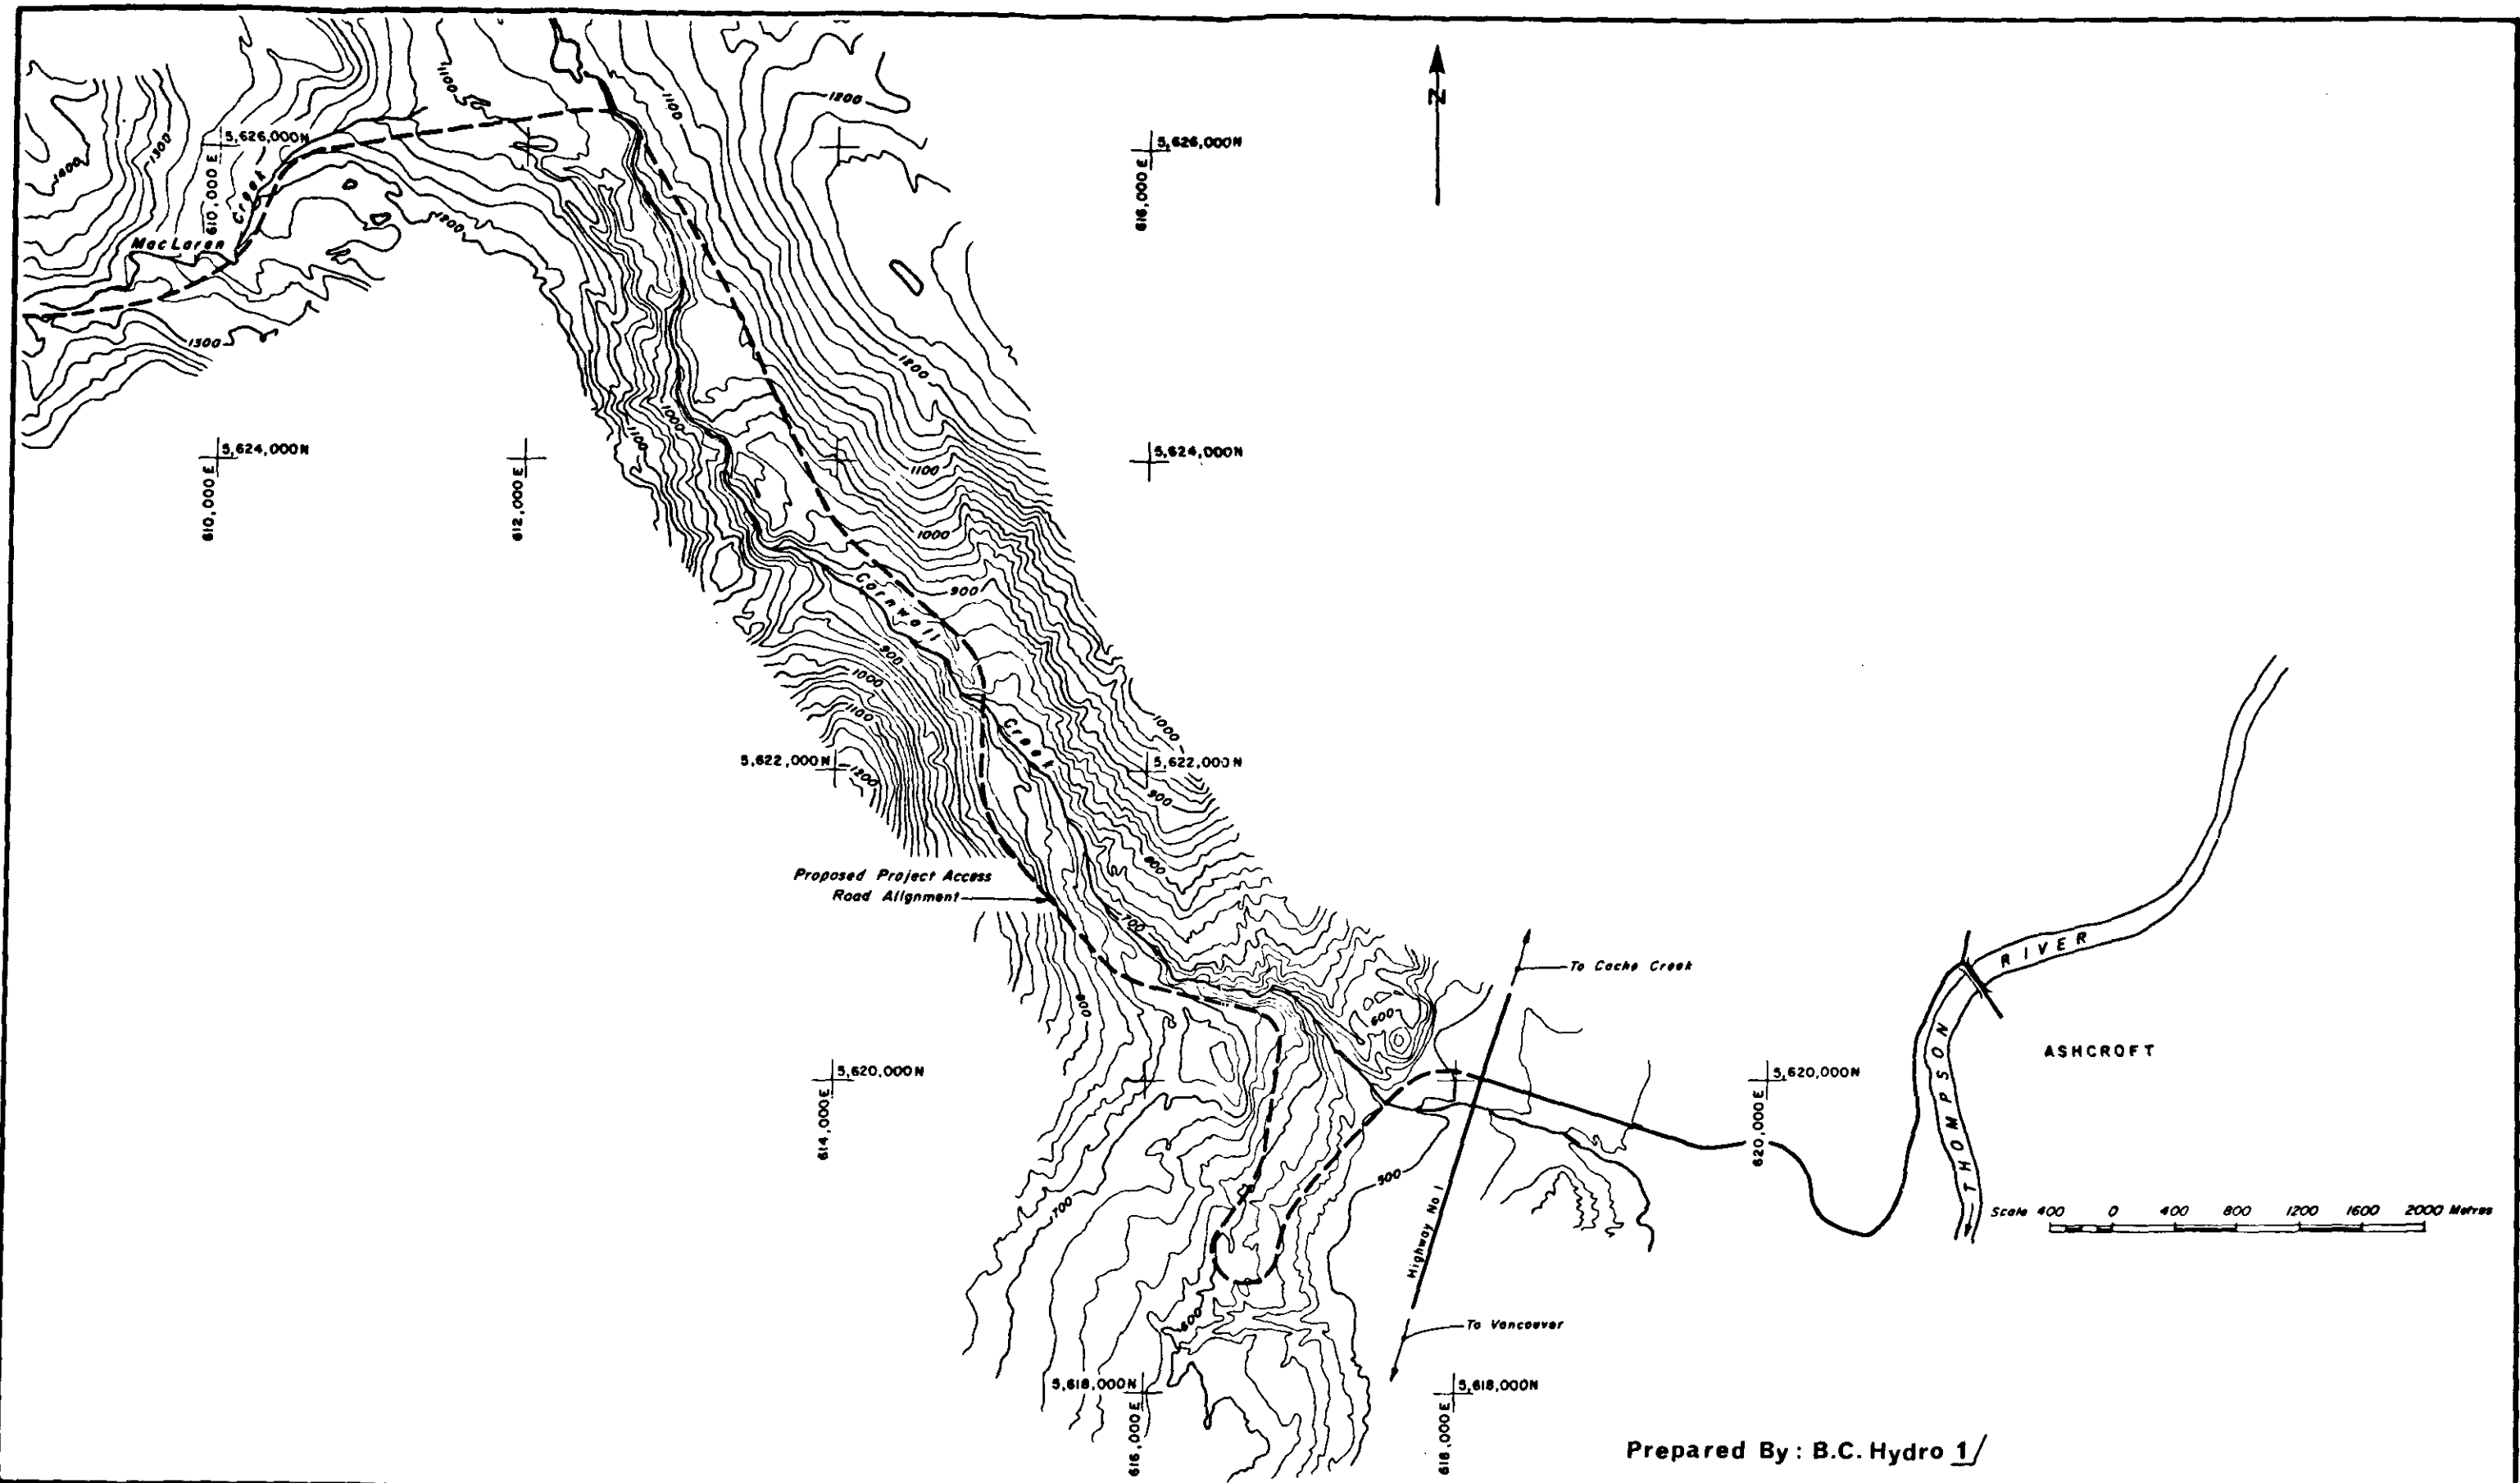 1100
1100
1200
N
5,626,000N
5,626,000N
1300
1400
610,000 E
616,000 E
Creek
1200
MacLaren
1300
1200
1000
1100
5,624,000N
5,624,000N
1100
610,000 E
612,000 E
1000
Cornwall
900
900
1000
1100
Creek
1000
5,622,000N
1200
5,622,000N
900
800
Proposed Project Access
Road Alignment
700
RIVER
To Cache Creek
800
600
THOMPSON
ASHCROFT
5,620,000N
5,620,000N
614,000E
620,000 E
500
700
Highway No 1
Scale 400 0 400 800 1200 1600 2000 Metres
600
To Vancouver
5,618,000N
5,618,000N
616,000 E
618,000 E
Prepared By : B.C. Hydro 1/